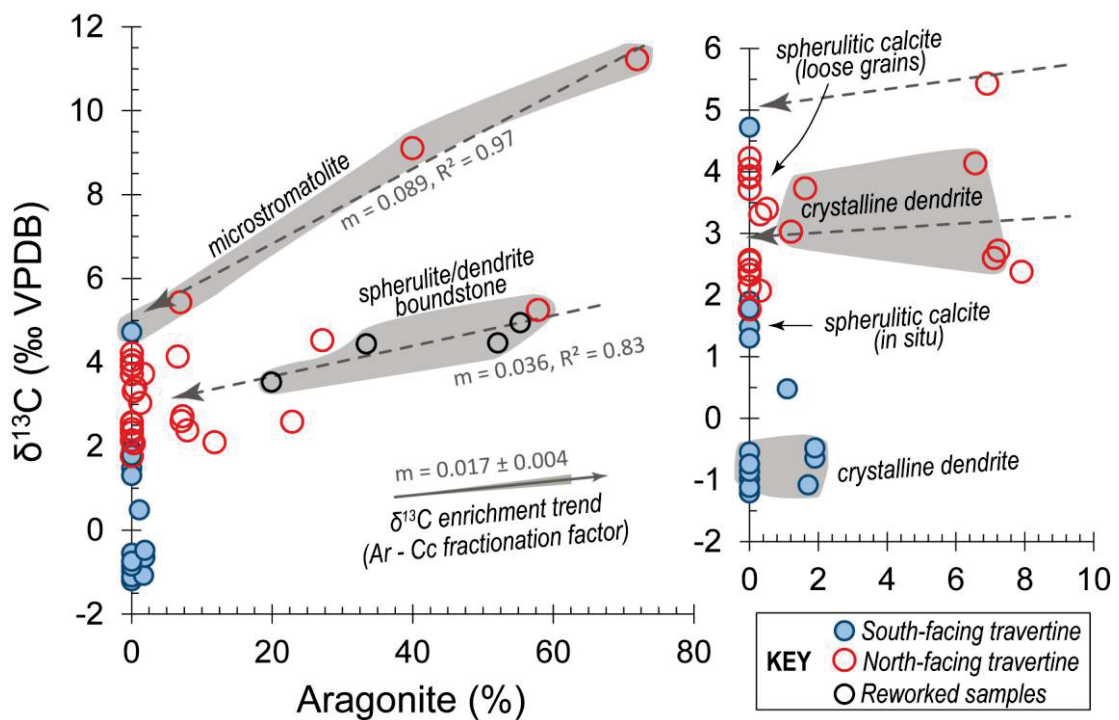 12
10
8
6
4
2
0
-2
δ¹³C (‰ VPDB)
0
20
40
60
80
Aragonite (%)
microstromatolite
m = 0.089, R² = 0.97
spherulite/dendrite
boundstone
m = 0.036, R² = 0.83
m = 0.017 ± 0.004
δ¹³C enrichment trend
(Ar - Cc fractionation factor)
6
5
4
3
2
1
0
-1
-2
0
2
4
6
8
10
spherulitic calcite
(loose grains)
crystalline dendrite
spherulitic calcite
(in situ)
crystalline dendrite
KEY
South-facing travertine
North-facing travertine
Reworked samples